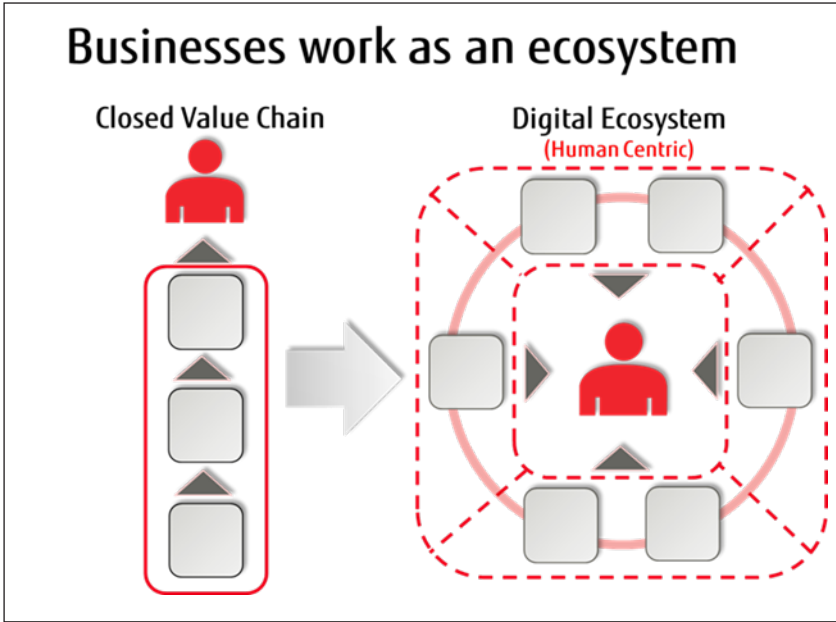 Businesses work as an ecosystem
Closed Value Chain
Digital Ecosystem
(Human Centric)